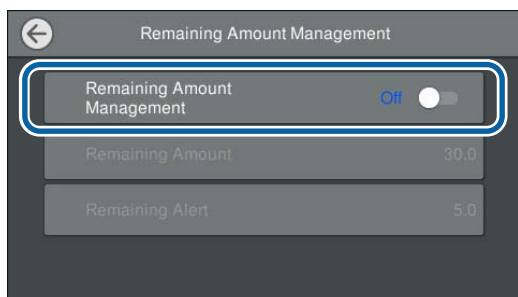 Remaining Amount Management
Remaining Amount
Management
Off
Remaining Amount 30.0
Remaining Alert 5.0